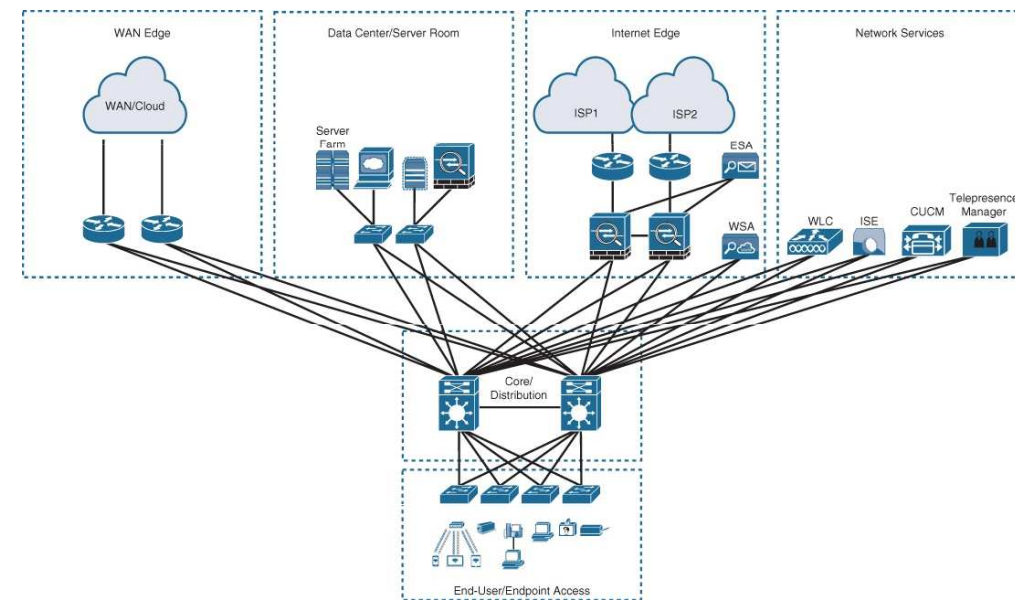 WAN Edge
Data Center/Server Room
Internet Edge
Network Services
WAN/Cloud
ISP1
ISP2
Server
Farm
ESA
WSA
WLC
ISE
CUCM
Telepresence
Manager
Core/
Distribution
End-User/Endpoint Access